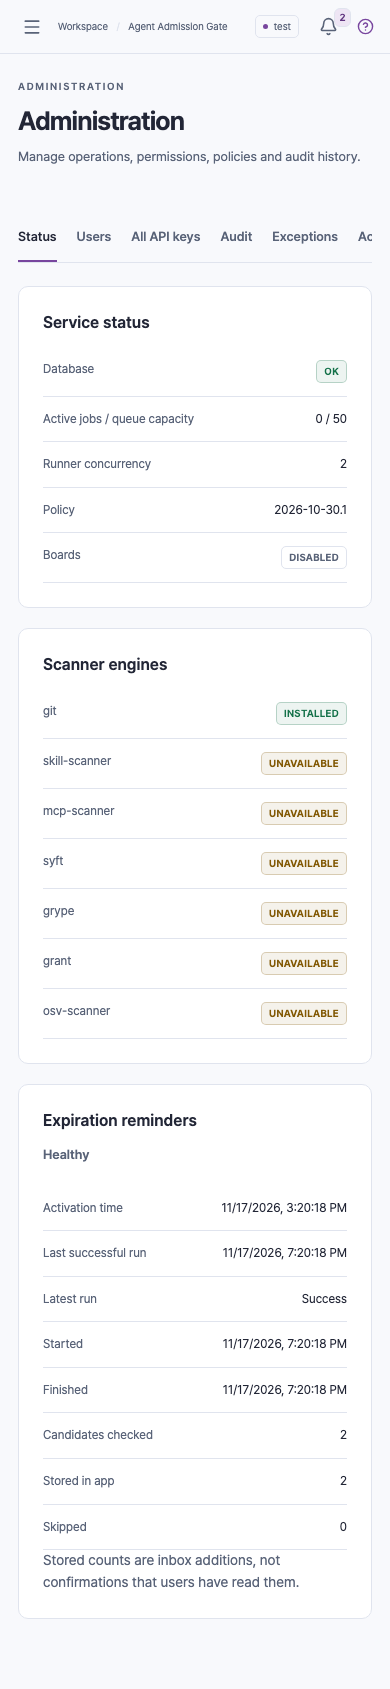 Workspace / Agent Admission Gate
test
2
ADMINISTRATION
Administration
Manage operations, permissions, policies and audit history.
Status Users All API keys Audit Exceptions Ac
Service status
Database OK
Active jobs / queue capacity 0 / 50
Runner concurrency 2
Policy 2026-10-30.1
Boards DISABLED
Scanner engines
git INSTALLED
skill-scanner UNAVAILABLE
mcp-scanner UNAVAILABLE
syft UNAVAILABLE
grype UNAVAILABLE
grant UNAVAILABLE
osv-scanner UNAVAILABLE
Expiration reminders
Healthy
Activation time 11/17/2026, 3:20:18 PM
Last successful run 11/17/2026, 7:20:18 PM
Latest run Success
Started 11/17/2026, 7:20:18 PM
Finished 11/17/2026, 7:20:18 PM
Candidates checked 2
Stored in app 2
Skipped 0
Stored counts are inbox additions, not
confirmations that users have read them.